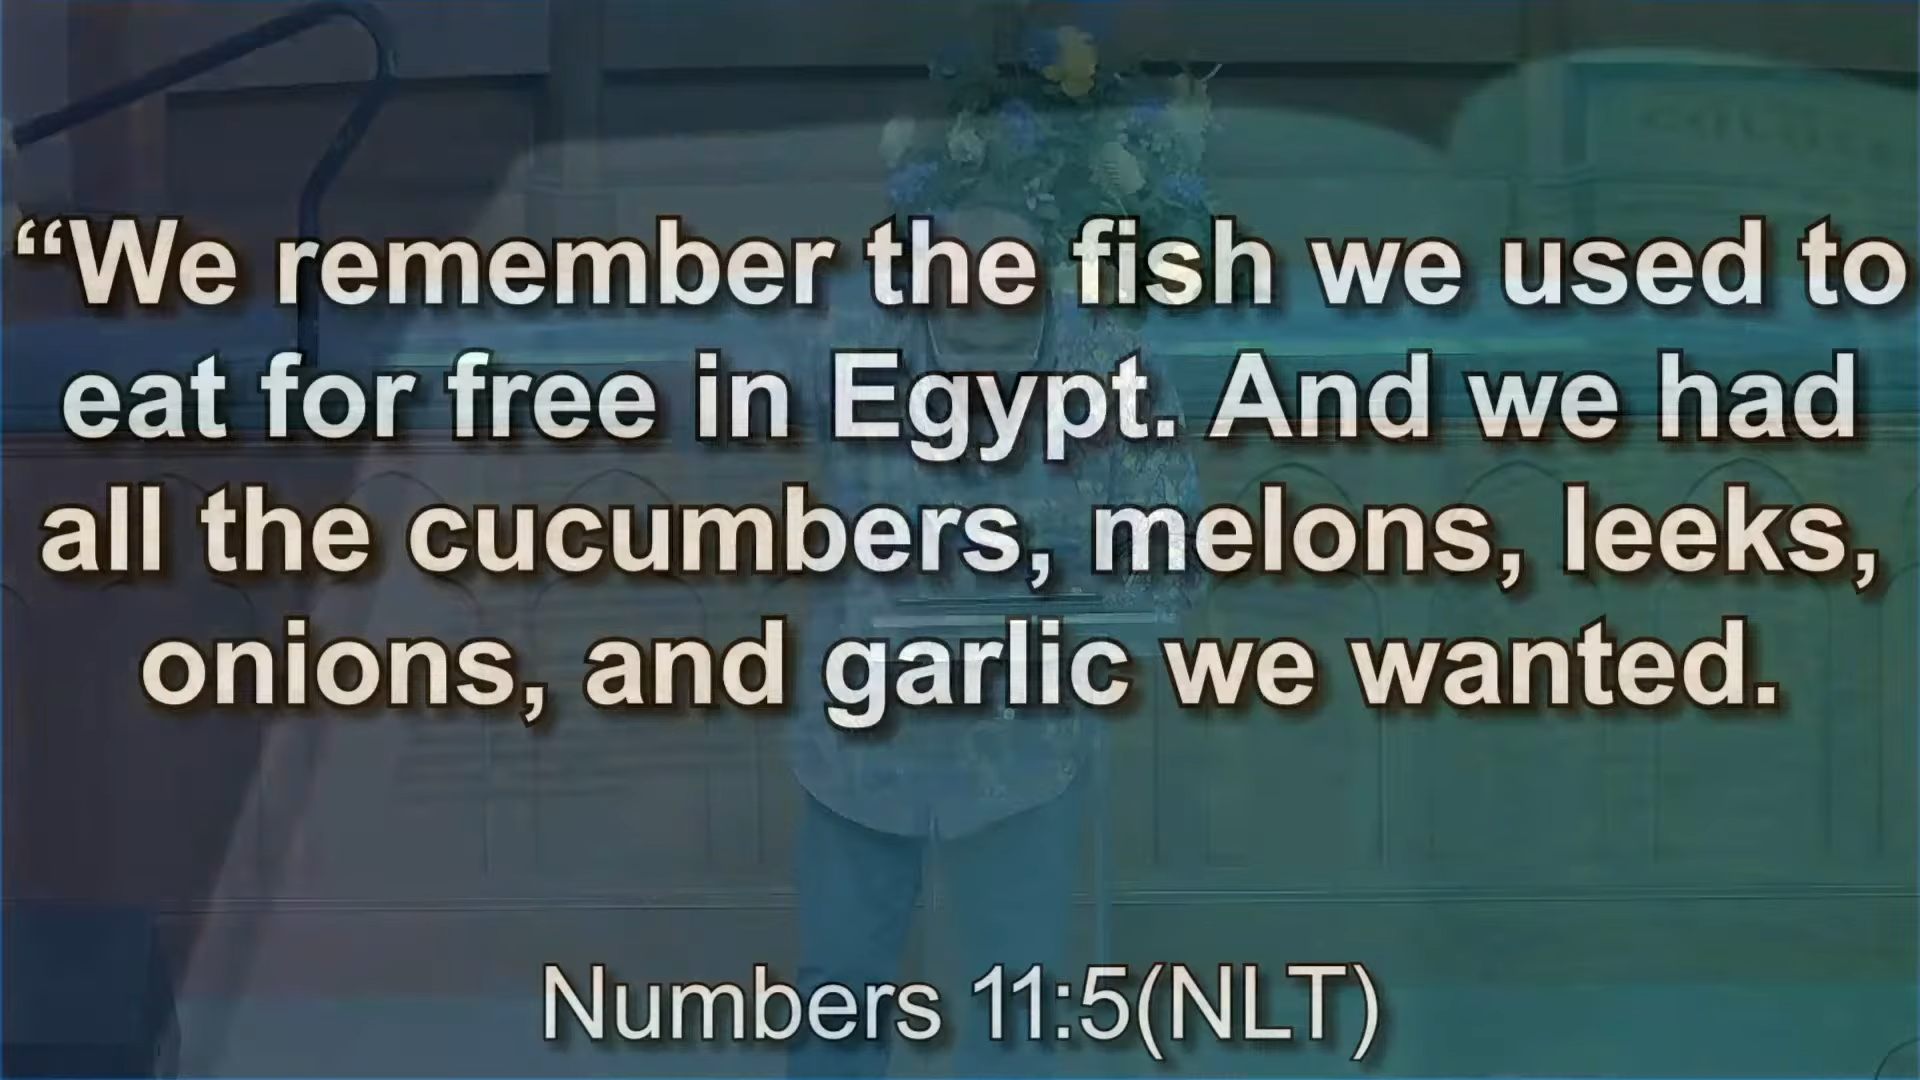 “We remember the fish we used to
eat for free in Egypt. And we had
all the cucumbers, melons, leeks,
onions, and garlic we wanted.
Numbers 11:5(NLT)